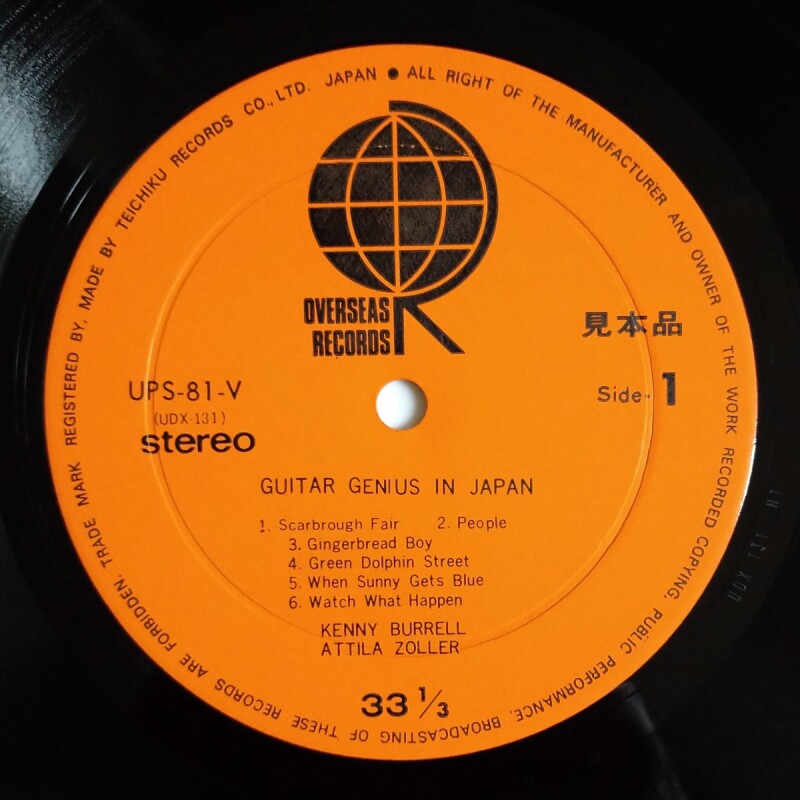 TRADE MARK REGISTERED BY, MADE BY TEICHIKU RECORDS CO., LTD. JAPAN ● ALL RIGHT OF THE MANUFACTURER AND OWNER OF THE WORK RECORDED COPYING, PUBLIC PERFORMANCE, BROADCASTING OF THESE RECORDS ARE FORBIDDEN.
OVERSEAS
RECORDS
見本品
UPS-81-V
(UDX-131)
stereo
Side-1
GUITAR GENIUS IN JAPAN
1. Scarbrough Fair 2. People
3. Gingerbread Boy
4. Green Dolphin Street
5. When Sunny Gets Blue
6. Watch What Happen
KENNY BURRELL
ATTILA ZOLLER
33 1/3
UDX 131 N1